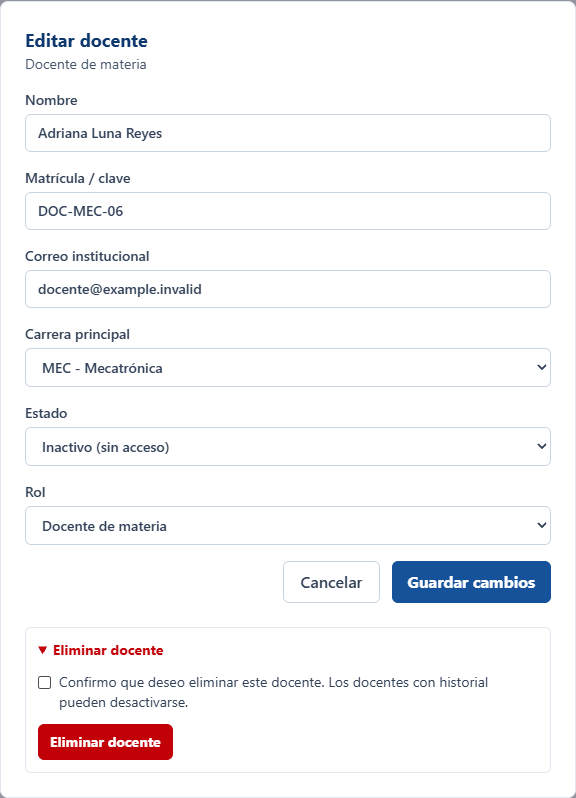 Editar docente
Docente de materia
Nombre
Adriana Luna Reyes
Matrícula / clave
DOC-MEC-06
Correo institucional
docente@example.invalid
Carrera principal
MEC - Mecatrónica
Estado
Inactivo (sin acceso)
Rol
Docente de materia
Cancelar
Guardar cambios
Eliminar docente
Confirmo que deseo eliminar este docente. Los docentes con historial
pueden desactivarse.
Eliminar docente